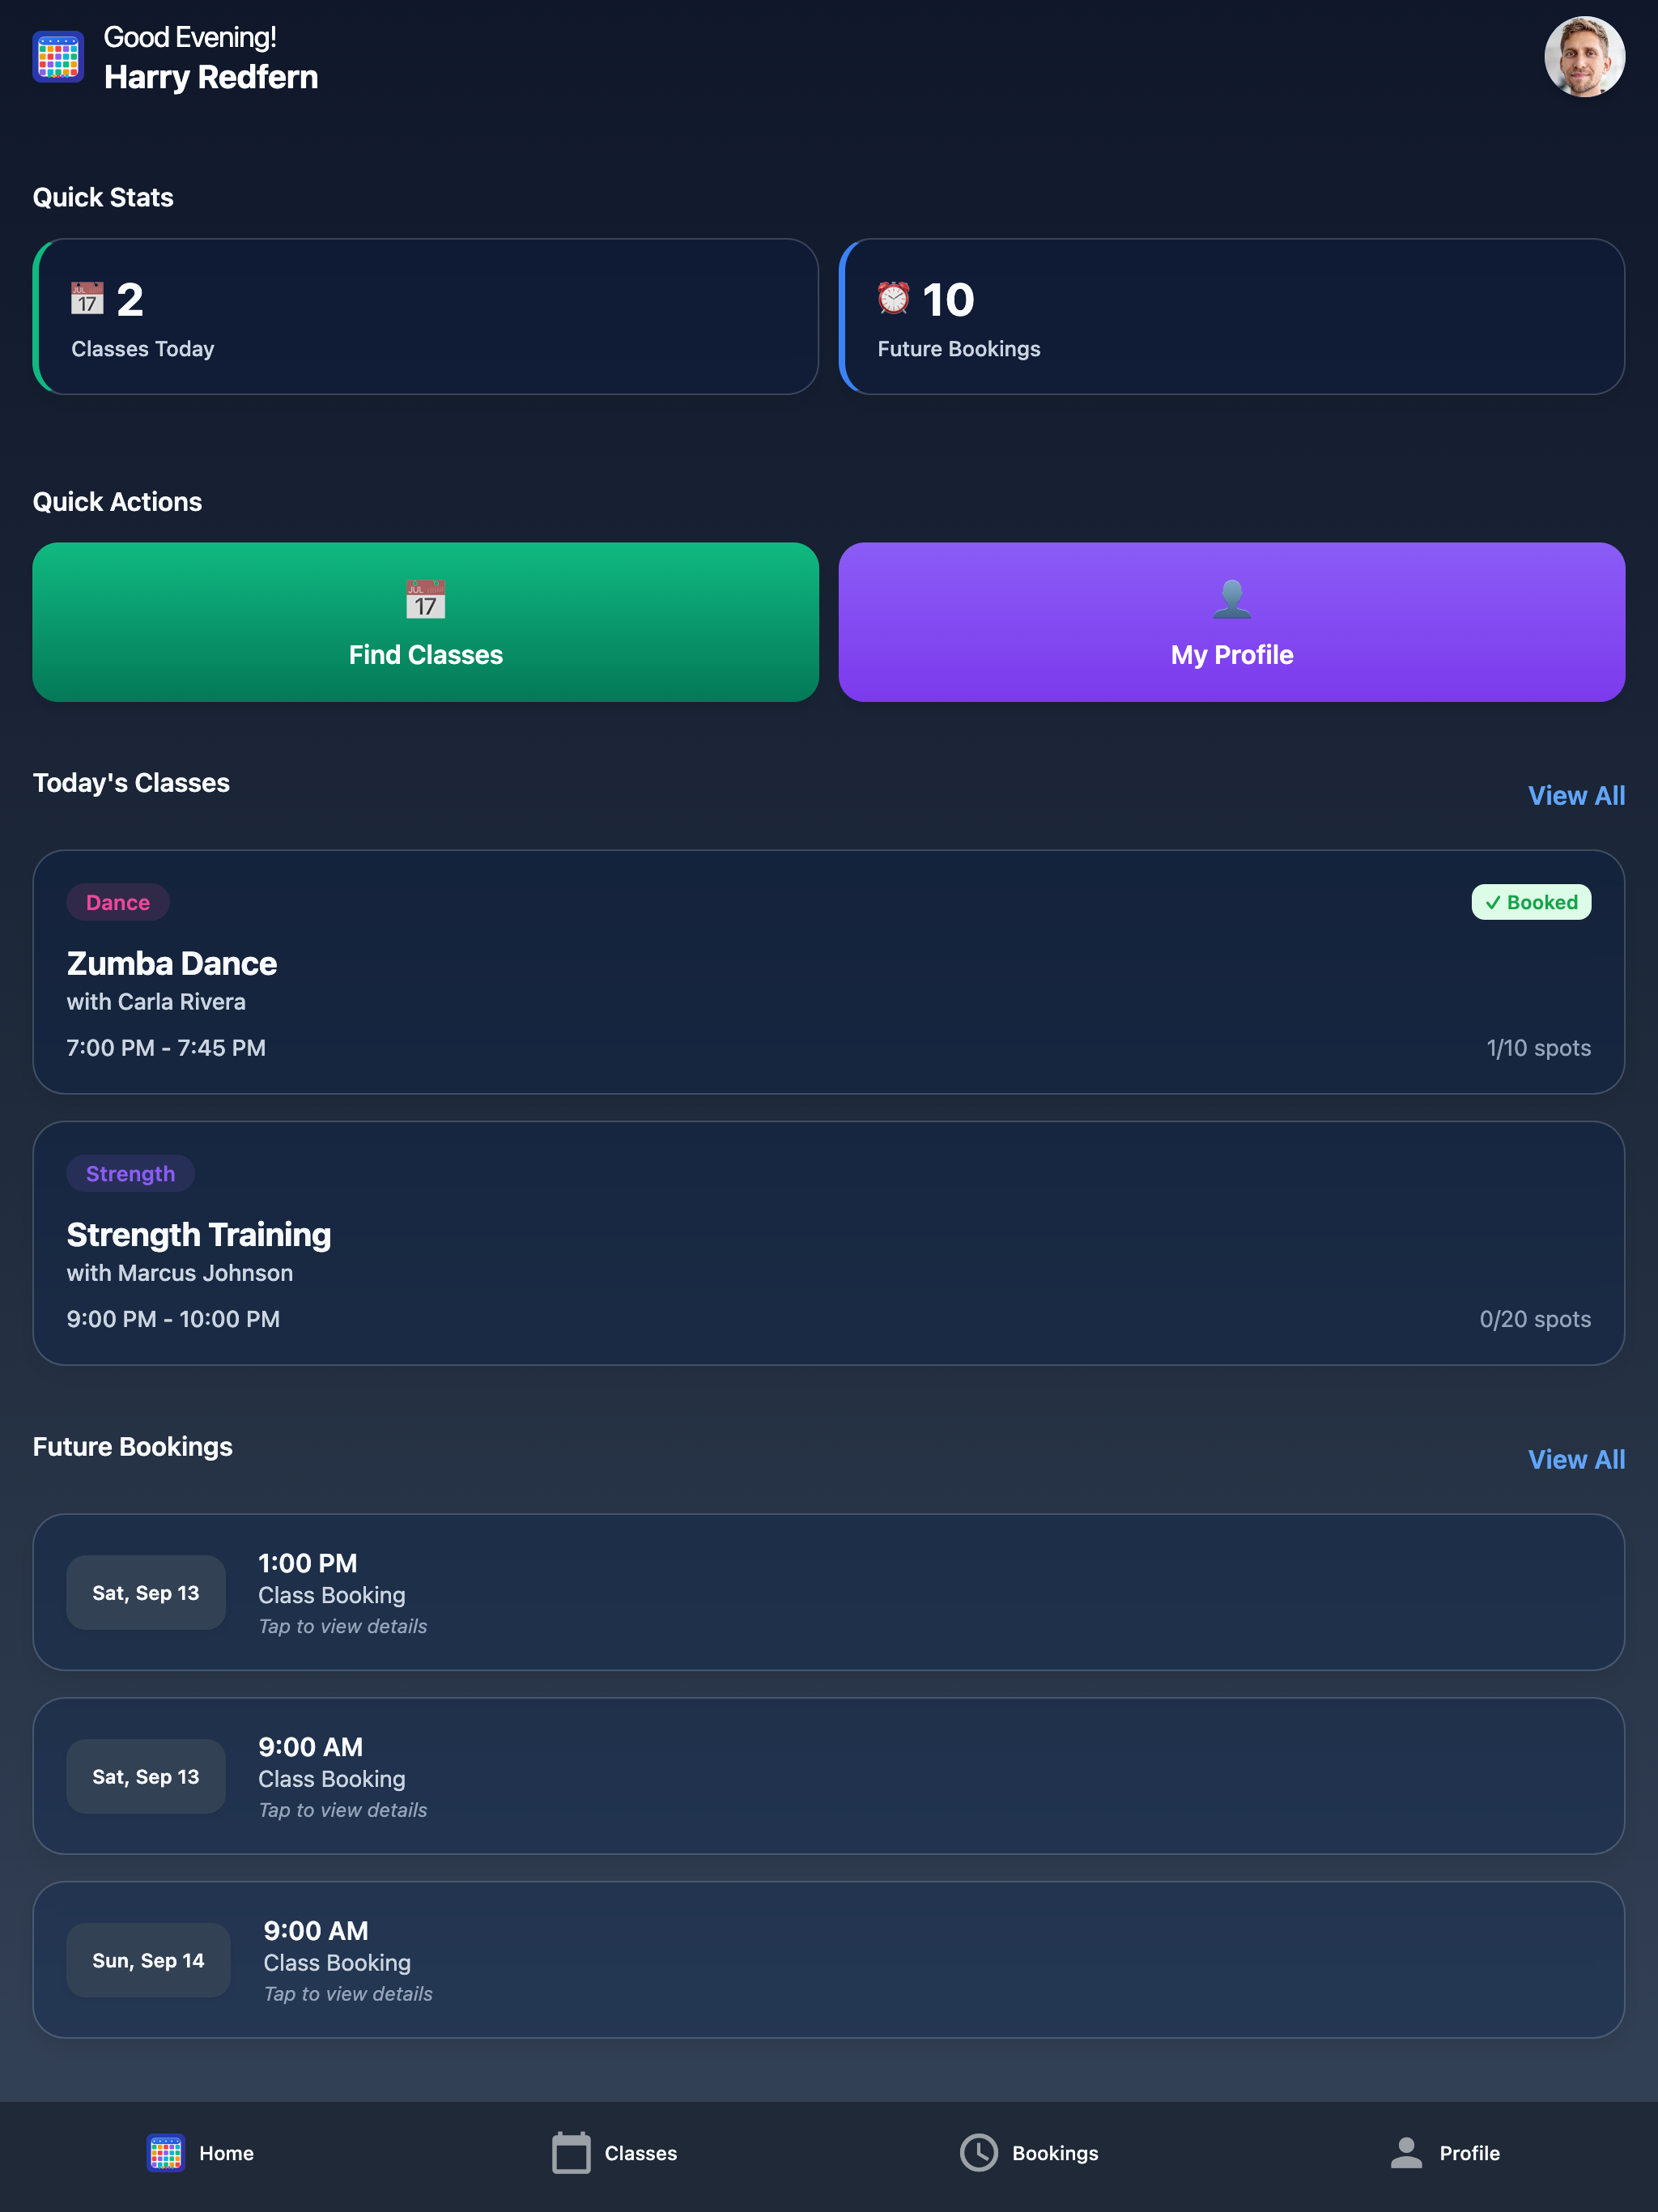 Good Evening!
Harry Redfern
Quick Stats
JUL
17
2
Classes Today
10
Future Bookings
Quick Actions
JUL
17
Find Classes
My Profile
Today's Classes
View All
Dance
✓ Booked
Zumba Dance
with Carla Rivera
7:00 PM - 7:45 PM
1/10 spots
Strength
Strength Training
with Marcus Johnson
9:00 PM - 10:00 PM
0/20 spots
Future Bookings
View All
Sat, Sep 13
1:00 PM
Class Booking
Tap to view details
Sat, Sep 13
9:00 AM
Class Booking
Tap to view details
Sun, Sep 14
9:00 AM
Class Booking
Tap to view details
Home
Classes
Bookings
Profile